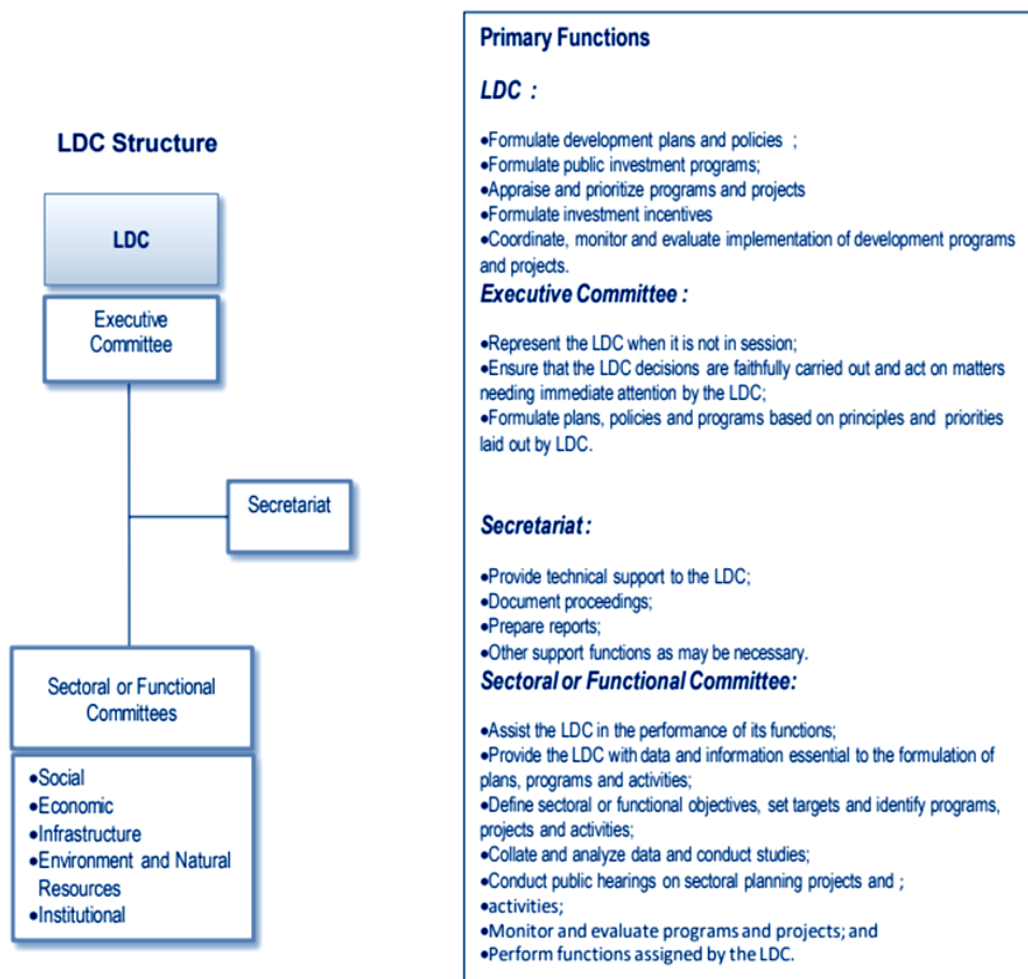 LDC Structure
LDC
Executive
Committee
Secretariat
Sectoral or Functional
Committees
•Social
•Economic
•Infrastructure
•Environment and Natural
Resources
•Institutional
Primary Functions
LDC :
•Formulate development plans and policies ;
•Formulate public investment programs;
•Appraise and prioritize programs and projects
•Formulate investment incentives
•Coordinate, monitor and evaluate implementation of development programs
and projects.
Executive Committee :
•Represent the LDC when it is not in session;
•Ensure that the LDC decisions are faithfully carried out and act on matters
needing immediate attention by the LDC;
•Formulate plans, policies and programs based on principles and priorities
laid out by LDC.
Secretariat :
•Provide technical support to the LDC;
•Document proceedings;
•Prepare reports;
•Other support functions as may be necessary.
Sectoral or Functional Committee:
•Assist the LDC in the performance of its functions;
•Provide the LDC with data and information essential to the formulation of
plans, programs and activities;
•Define sectoral or functional objectives, set targets and identify programs,
projects and activities;
•Collate and analyze data and conduct studies;
•Conduct public hearings on sectoral planning projects and ;
•activities;
•Monitor and evaluate programs and projects; and
•Perform functions assigned by the LDC.